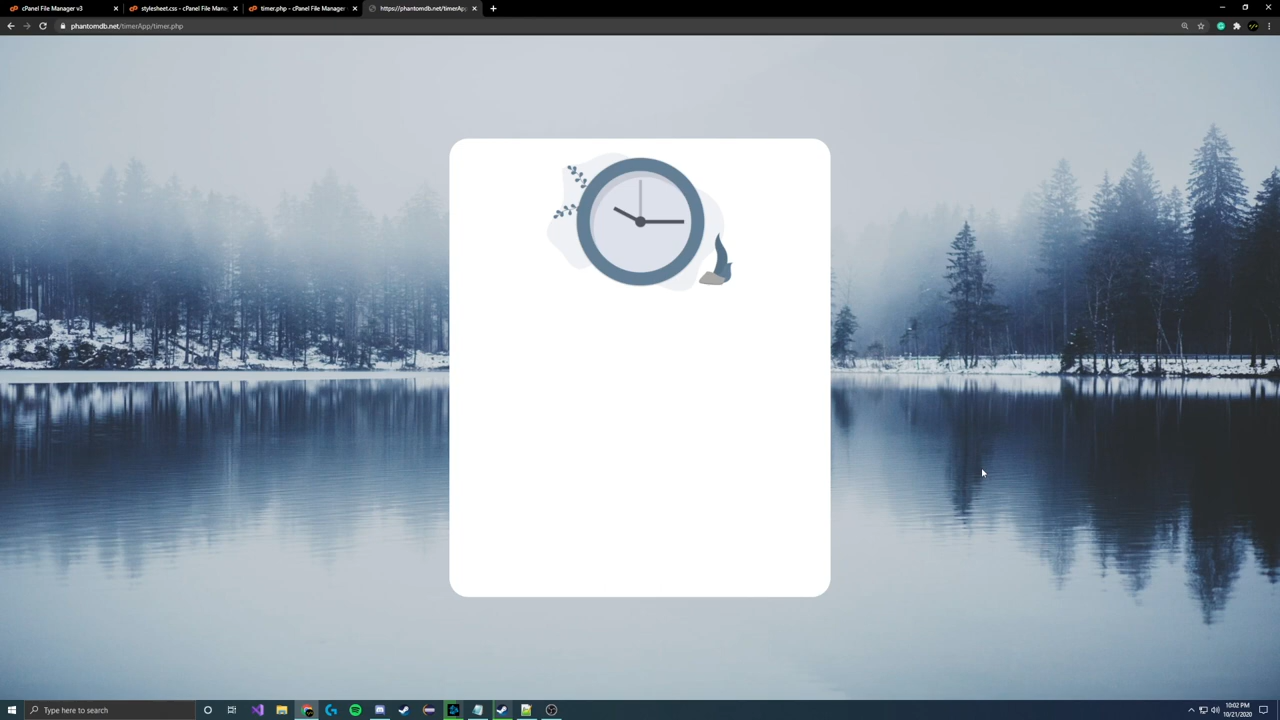 cPanel File Manager v3
stylesheet.css - cPanel File Mana
timer.php - cPanel File Manager
https://phantomdb.net/timerAp
phantomdb.net/timerApp/timer.php
Type here to search
10:02 PM
10/21/2020